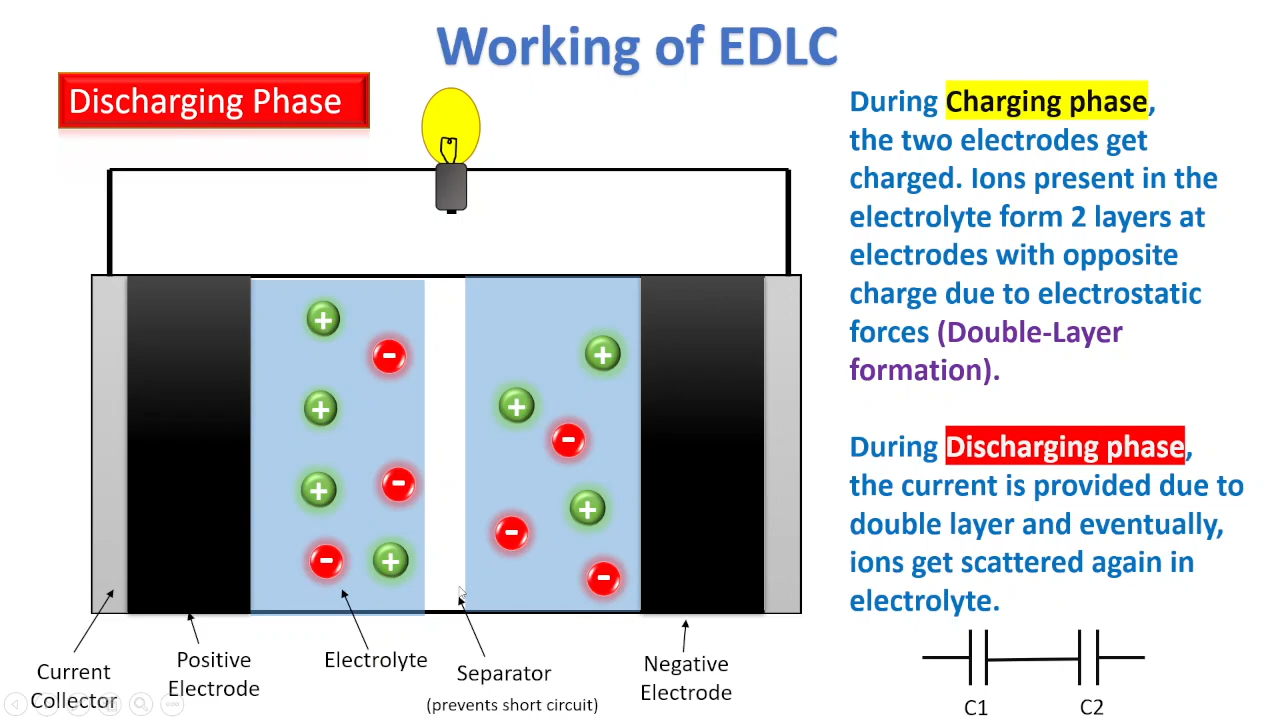 Working of EDLC
Discharging Phase
During Charging phase,
the two electrodes get
charged. Ions present in the
electrolyte form 2 layers at
electrodes with opposite
charge due to electrostatic
forces (Double-Layer
formation).
During Discharging phase,
the current is provided due to
double layer and eventually,
ions get scattered again in
electrolyte.
+
-
+
-
+
-
+
+
+
-
+
-
-
Current
Collector
Positive
Electrode
Electrolyte
Separator
(prevents short circuit)
Negative
Electrode
C1
C2